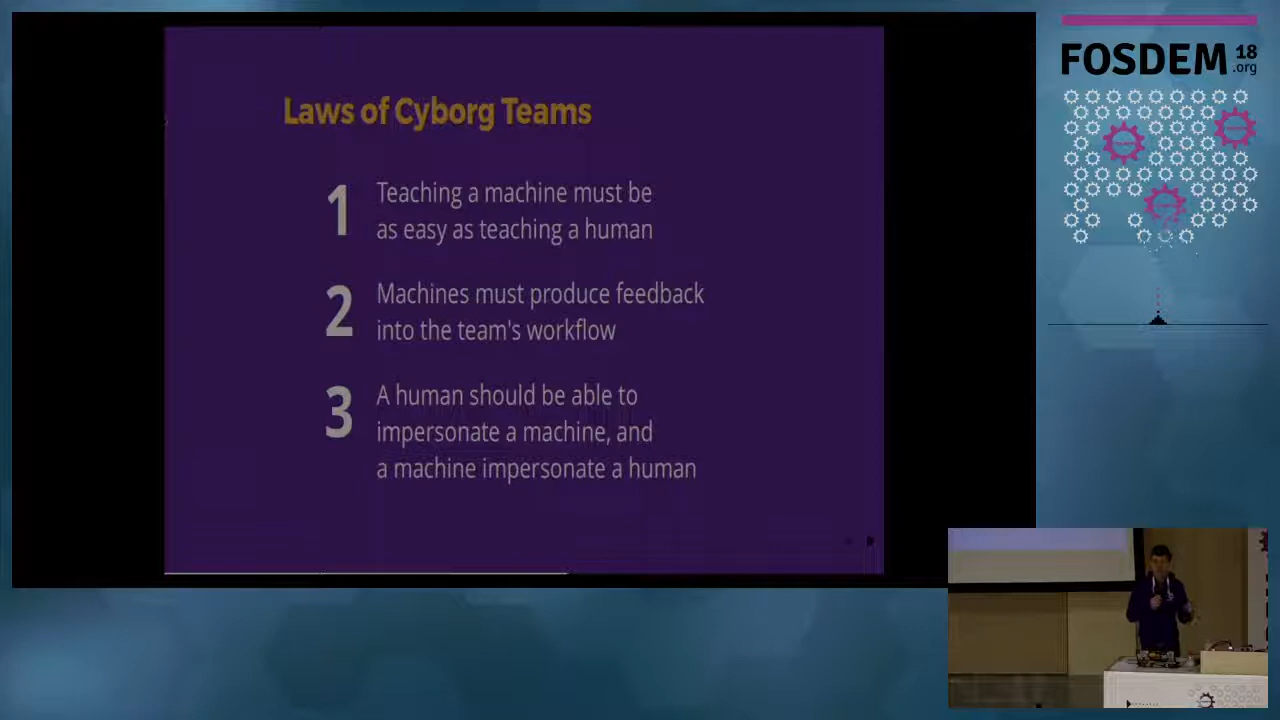 Laws of Cyborg Teams
1 Teaching a machine must be
as easy as teaching a human
2 Machines must produce feedback
into the team's workflow
3 A human should be able to
impersonate a machine, and
a machine impersonate a human
FOSDEM 18
.org